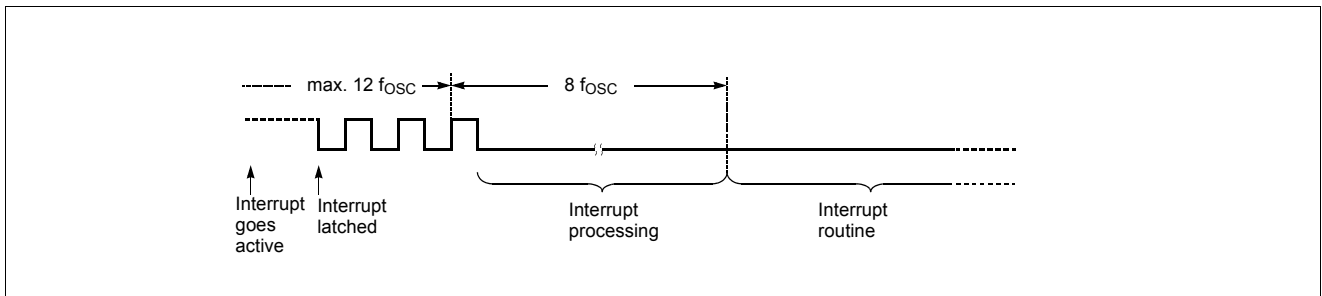 max. 12 fOSC
8 fOSC
Interrupt
goes
active
Interrupt
latched
Interrupt
processing
Interrupt
routine